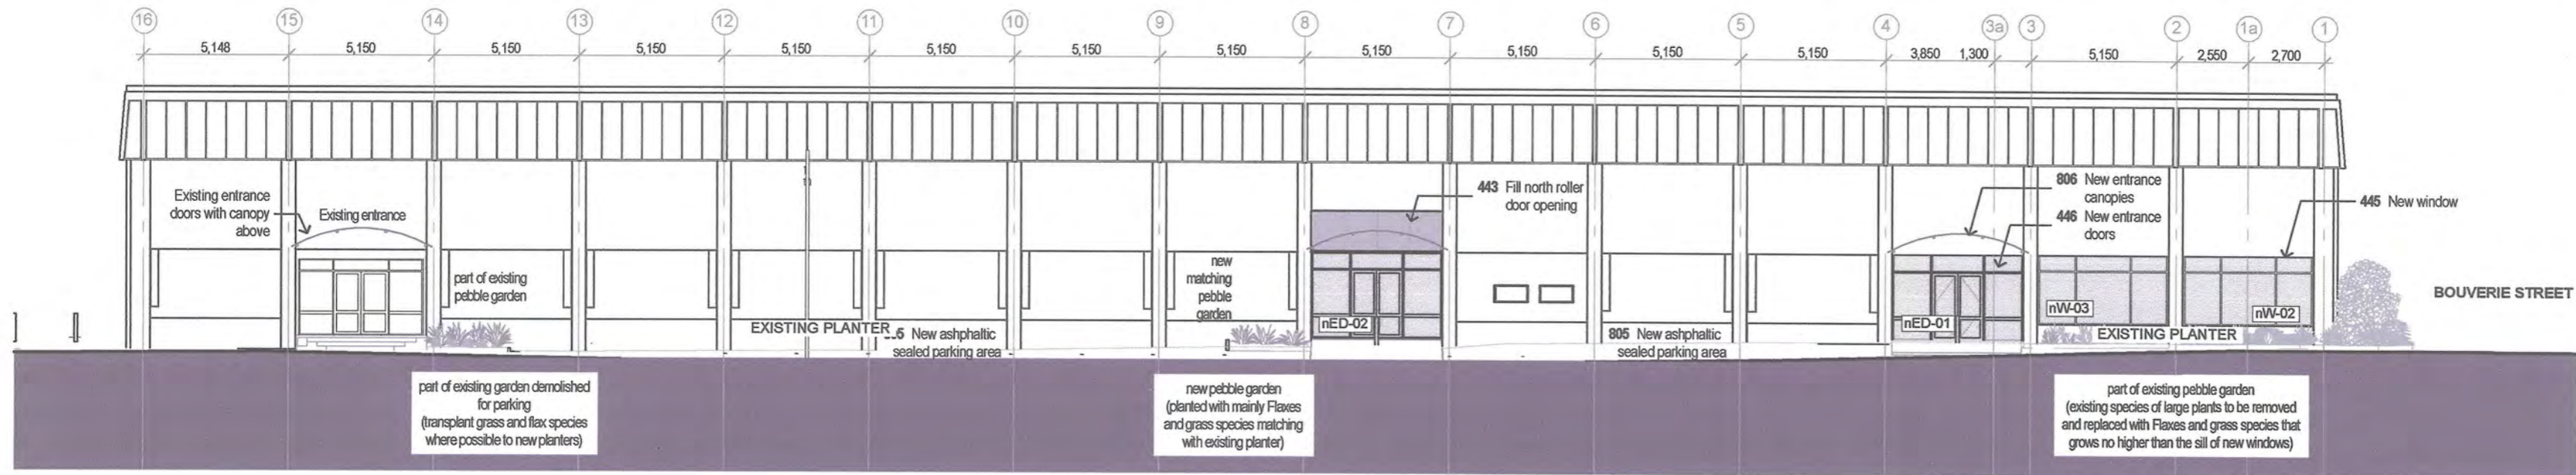 16 15 14 13 12 11 10 9 8 7 6 5 4 3a 3 2 1a 1
5,148 5,150 5,150 5,150 5,150 5,150 5,150 5,150 5,150 5,150 5,150 5,150 3,850 1,300 5,150 2,550 2,700
Existing entrance
doors with canopy
above
Existing entrance
part of existing
pebble garden
EXISTING PLANTER
5 New ashphaltic
sealed parking area
new
matching
pebble
garden
443 Fill north roller
door opening
nED-02
805 New ashphaltic
sealed parking area
806 New entrance
canopies
446 New entrance
doors
445 New window
nED-01
nW-03
nW-02
EXISTING PLANTER
BOUVERIE STREET
part of existing garden demolished
for parking
(transplant grass and flax species
where possible to new planters)
new pebble garden
(planted with mainly Flaxes
and grass species matching
with existing planter)
part of existing pebble garden
(existing species of large plants to be removed
and replaced with Flaxes and grass species that
grows no higher than the sill of new windows)